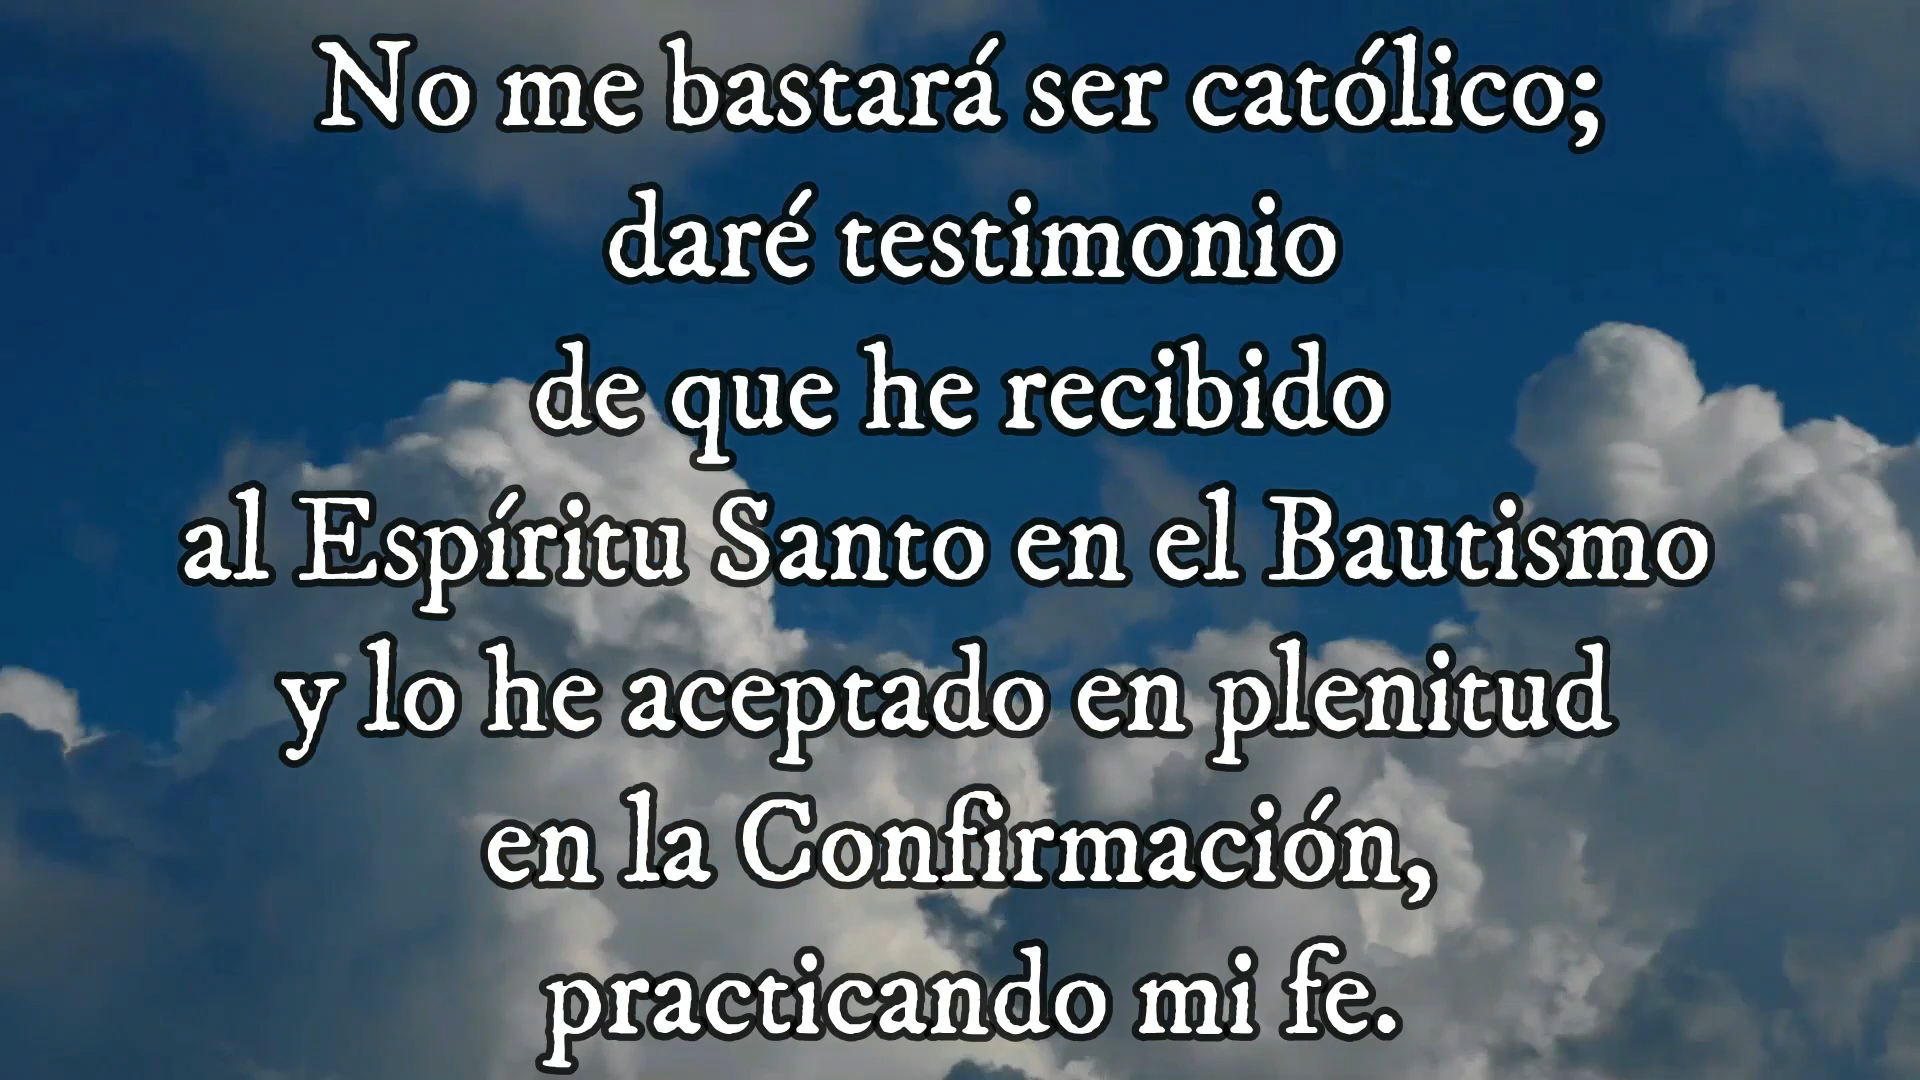 No me bastará ser católico;
daré testimonio
de que he recibido
al Espíritu Santo en el Bautismo
y lo he aceptado en plenitud
en la Confirmación,
practicando mi fe.